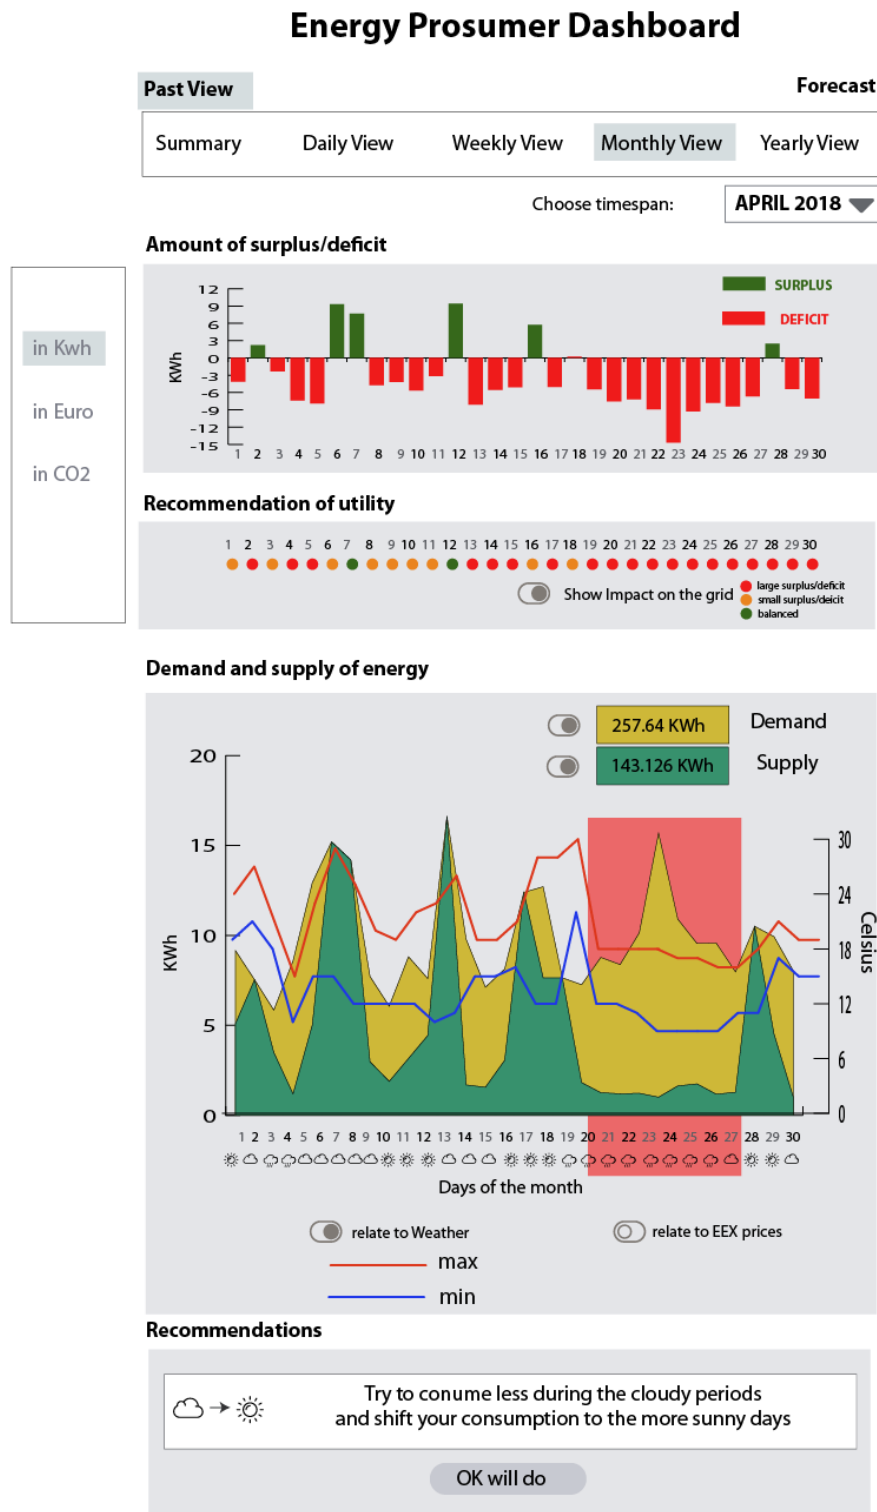 Energy Prosumer Dashboard
Past View
Forecast
Summary Daily View Weekly View Monthly View Yearly View
Choose timespan: APRIL 2018
Amount of surplus/deficit
in Kwh
in Euro
in CO2
SURPLUS
DEFICIT
KWh
12
9
6
3
0
-3
-6
-9
-12
-15
1 2 3 4 5 6 7 8 9 10 11 12 13 14 15 16 17 18 19 20 21 22 23 24 25 26 27 28 29 30
Recommendation of utility
1 2 3 4 5 6 7 8 9 10 11 12 13 14 15 16 17 18 19 20 21 22 23 24 25 26 27 28 29 30
Show Impact on the grid
large surplus/deficit
small surplus/deicit
balanced
Demand and supply of energy
257.64 KWh Demand
143.126 KWh Supply
KWh
20
15
10
5
0
30
24
18
12
6
0
Celsius
1 2 3 4 5 6 7 8 9 10 11 12 13 14 15 16 17 18 19 20 21 22 23 24 25 26 27 28 29 30
Days of the month
relate to Weather
relate to EEX prices
max
min
Recommendations
Try to conume less during the cloudy periods
and shift your consumption to the more sunny days
OK will do